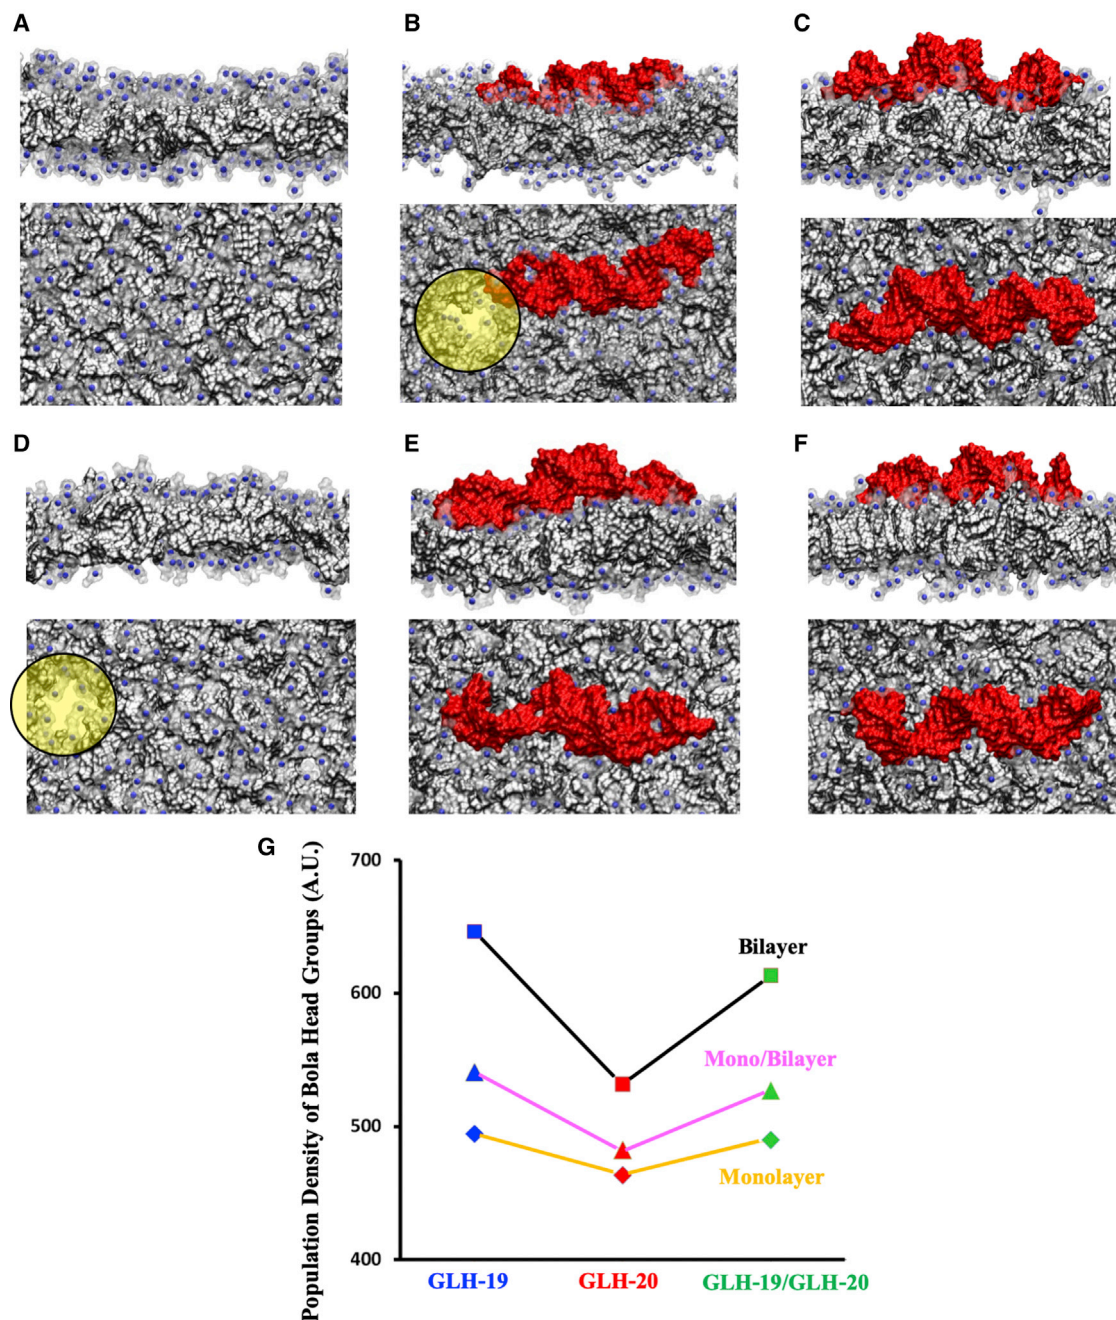 A
B
C
D
E
F
G
Population Density of Bola Head Groups (A.U.)
700
600
500
400
Bilayer
Mono/Bilayer
Monolayer
GLH-19
GLH-20
GLH-19/GLH-20